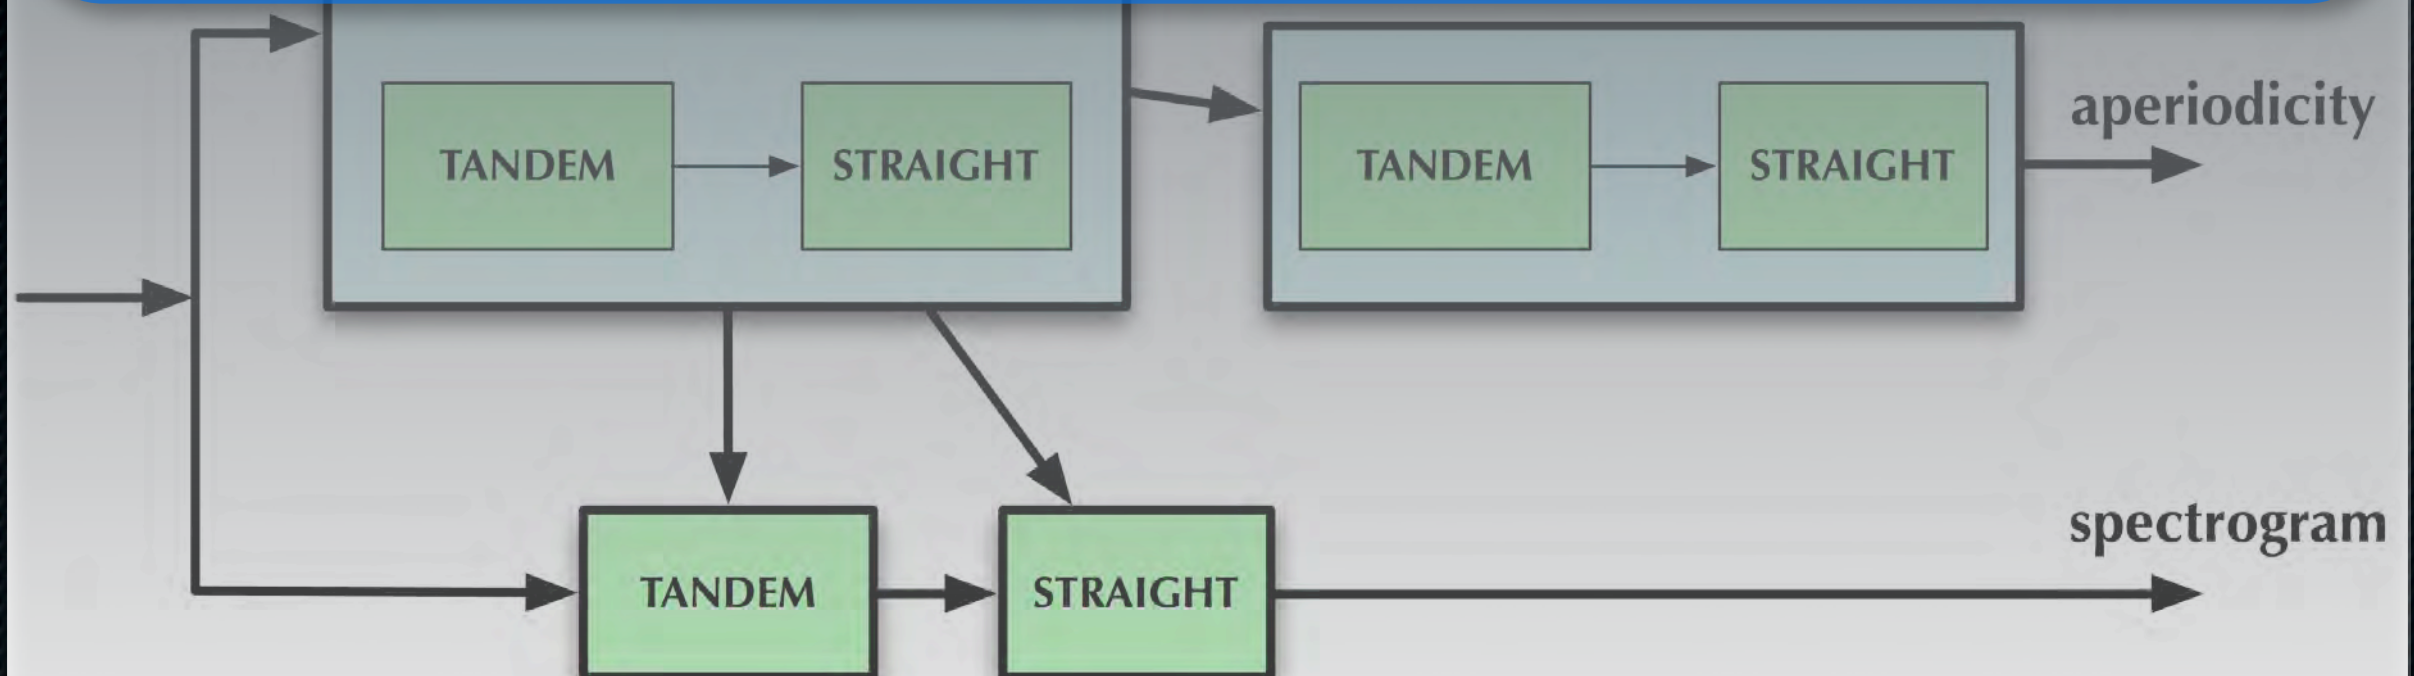 aperiodicity
TANDEM
STRAIGHT
TANDEM
STRAIGHT
spectrogram
TANDEM
STRAIGHT